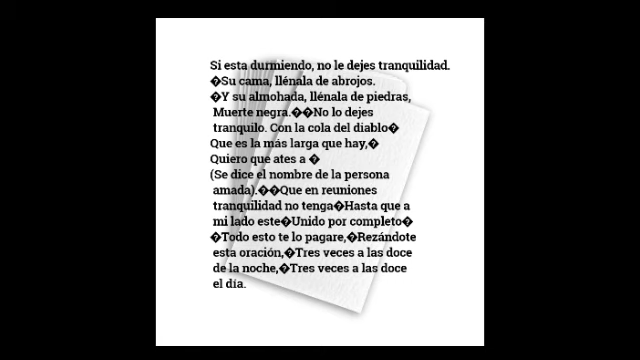 Si esta durmiendo, no le dejes tranquilidad.
�Su cama, llénala de abrojos.
�Y su almohada, llénala de piedras,
Muerte negra.��No lo dejes
tranquilo. Con la cola del diablo�
Que es la más larga que hay,�
Quiero que ates a �
(Se dice el nombre de la persona
amada).��Que en reuniones
tranquilidad no tenga�Hasta que a
mi lado este�Unido por completo�
�Todo esto te lo pagare,�Rezándote
esta oración,�Tres veces a las doce
de la noche,�Tres veces a las doce
el día.